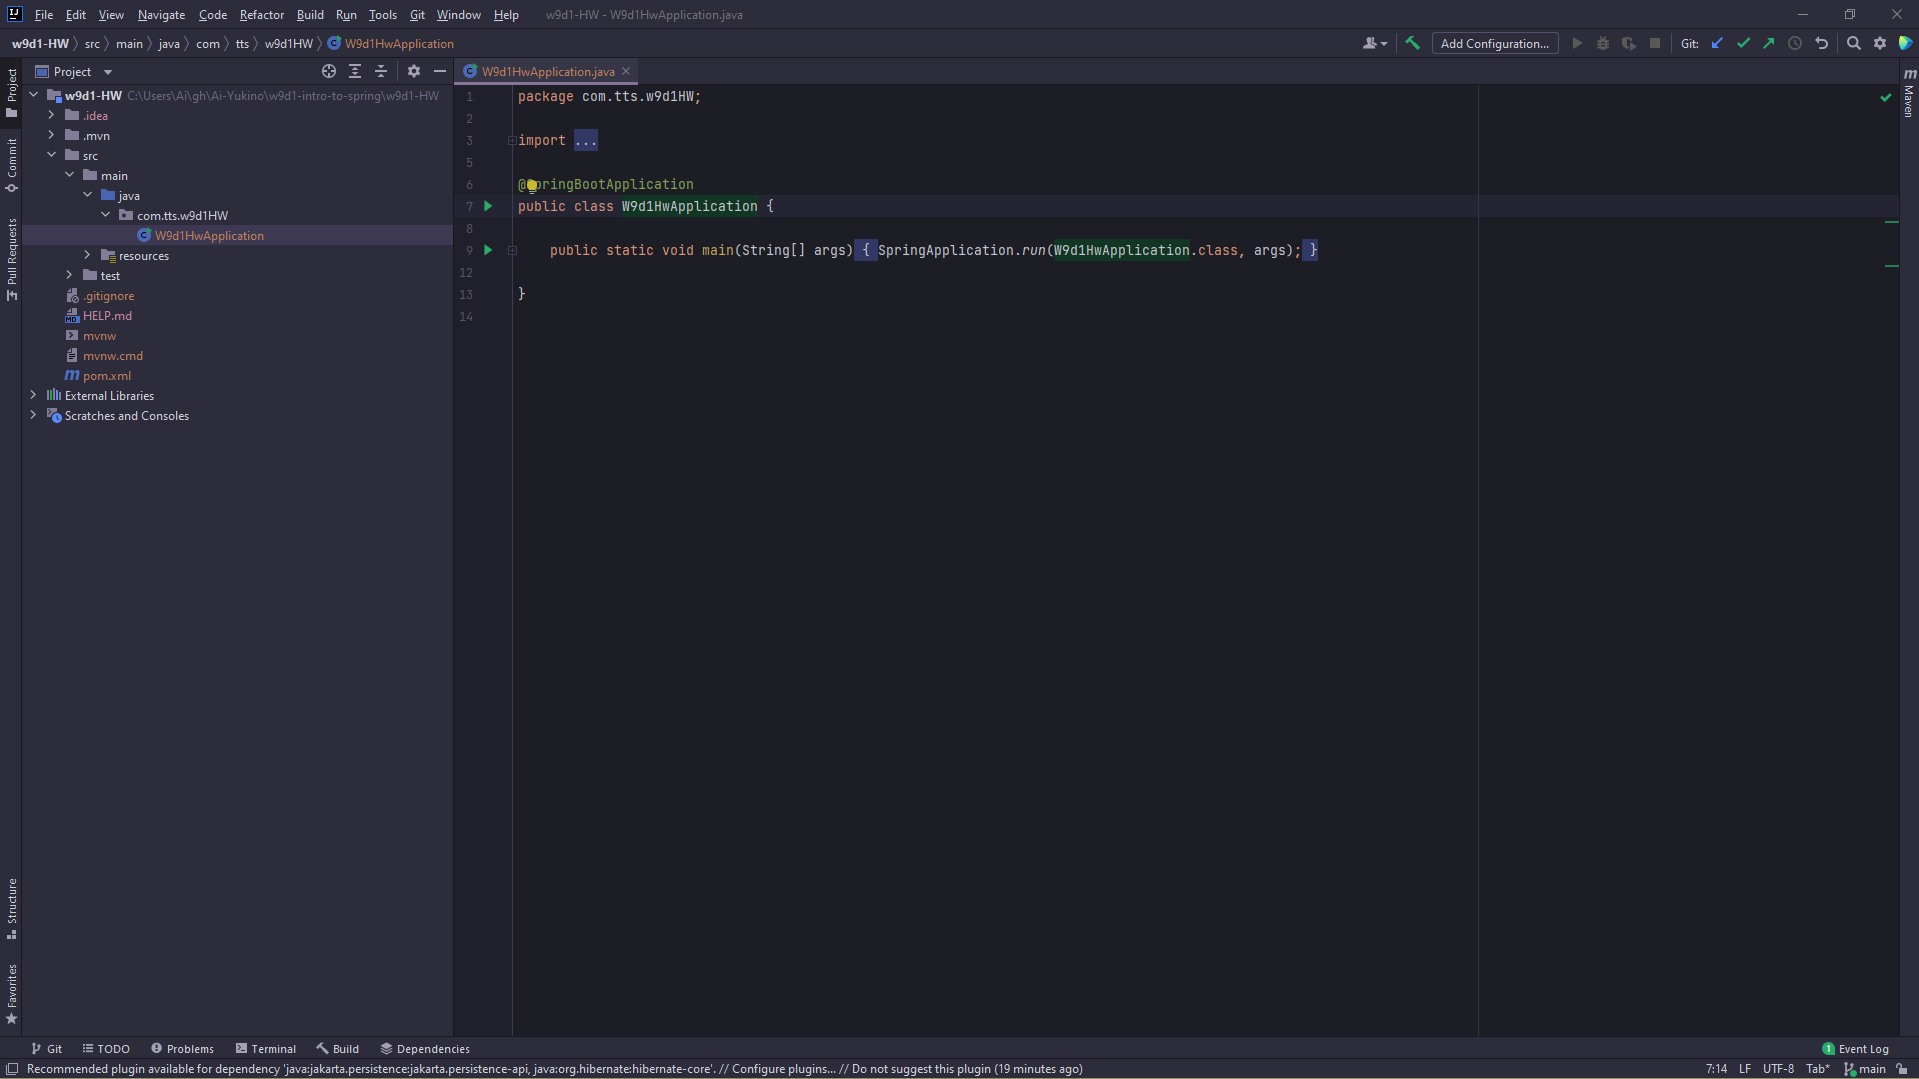 IJ File Edit View Navigate Code Refactor Build Run Tools Git Window Help w9d1-HW - W9d1HwApplication.java
w9d1-HW src main java com tts w9d1HW C W9d1HwApplication Add Configuration... Git:
Project
C W9d1HwApplication.java
Project
Commit
Pull Requests
Structure
Favorites
w9d1-HW C:\Users\Ai\gh\Ai-Yukino\w9d1-intro-to-spring\w9d1-HW
.idea
.mvn
src
main
java
com.tts.w9d1HW
C W9d1HwApplication
resources
test
.gitignore
MD HELP.md
mvnw
mvnw.cmd
m pom.xml
External Libraries
Scratches and Consoles
1 package com.tts.w9d1HW;
2
3 import ...
5
6 @SpringBootApplication
7 public class W9d1HwApplication {
8
9 public static void main(String[] args) { SpringApplication.run(W9d1HwApplication.class, args); }
12
13 }
14
m Maven
Git TODO Problems Terminal Build Dependencies 1 Event Log
Recommended plugin available for dependency 'java:jakarta.persistence:jakarta.persistence-api, java:org.hibernate:hibernate-core'. // Configure plugins... // Do not suggest this plugin (19 minutes ago) 7:14 LF UTF-8 Tab* main